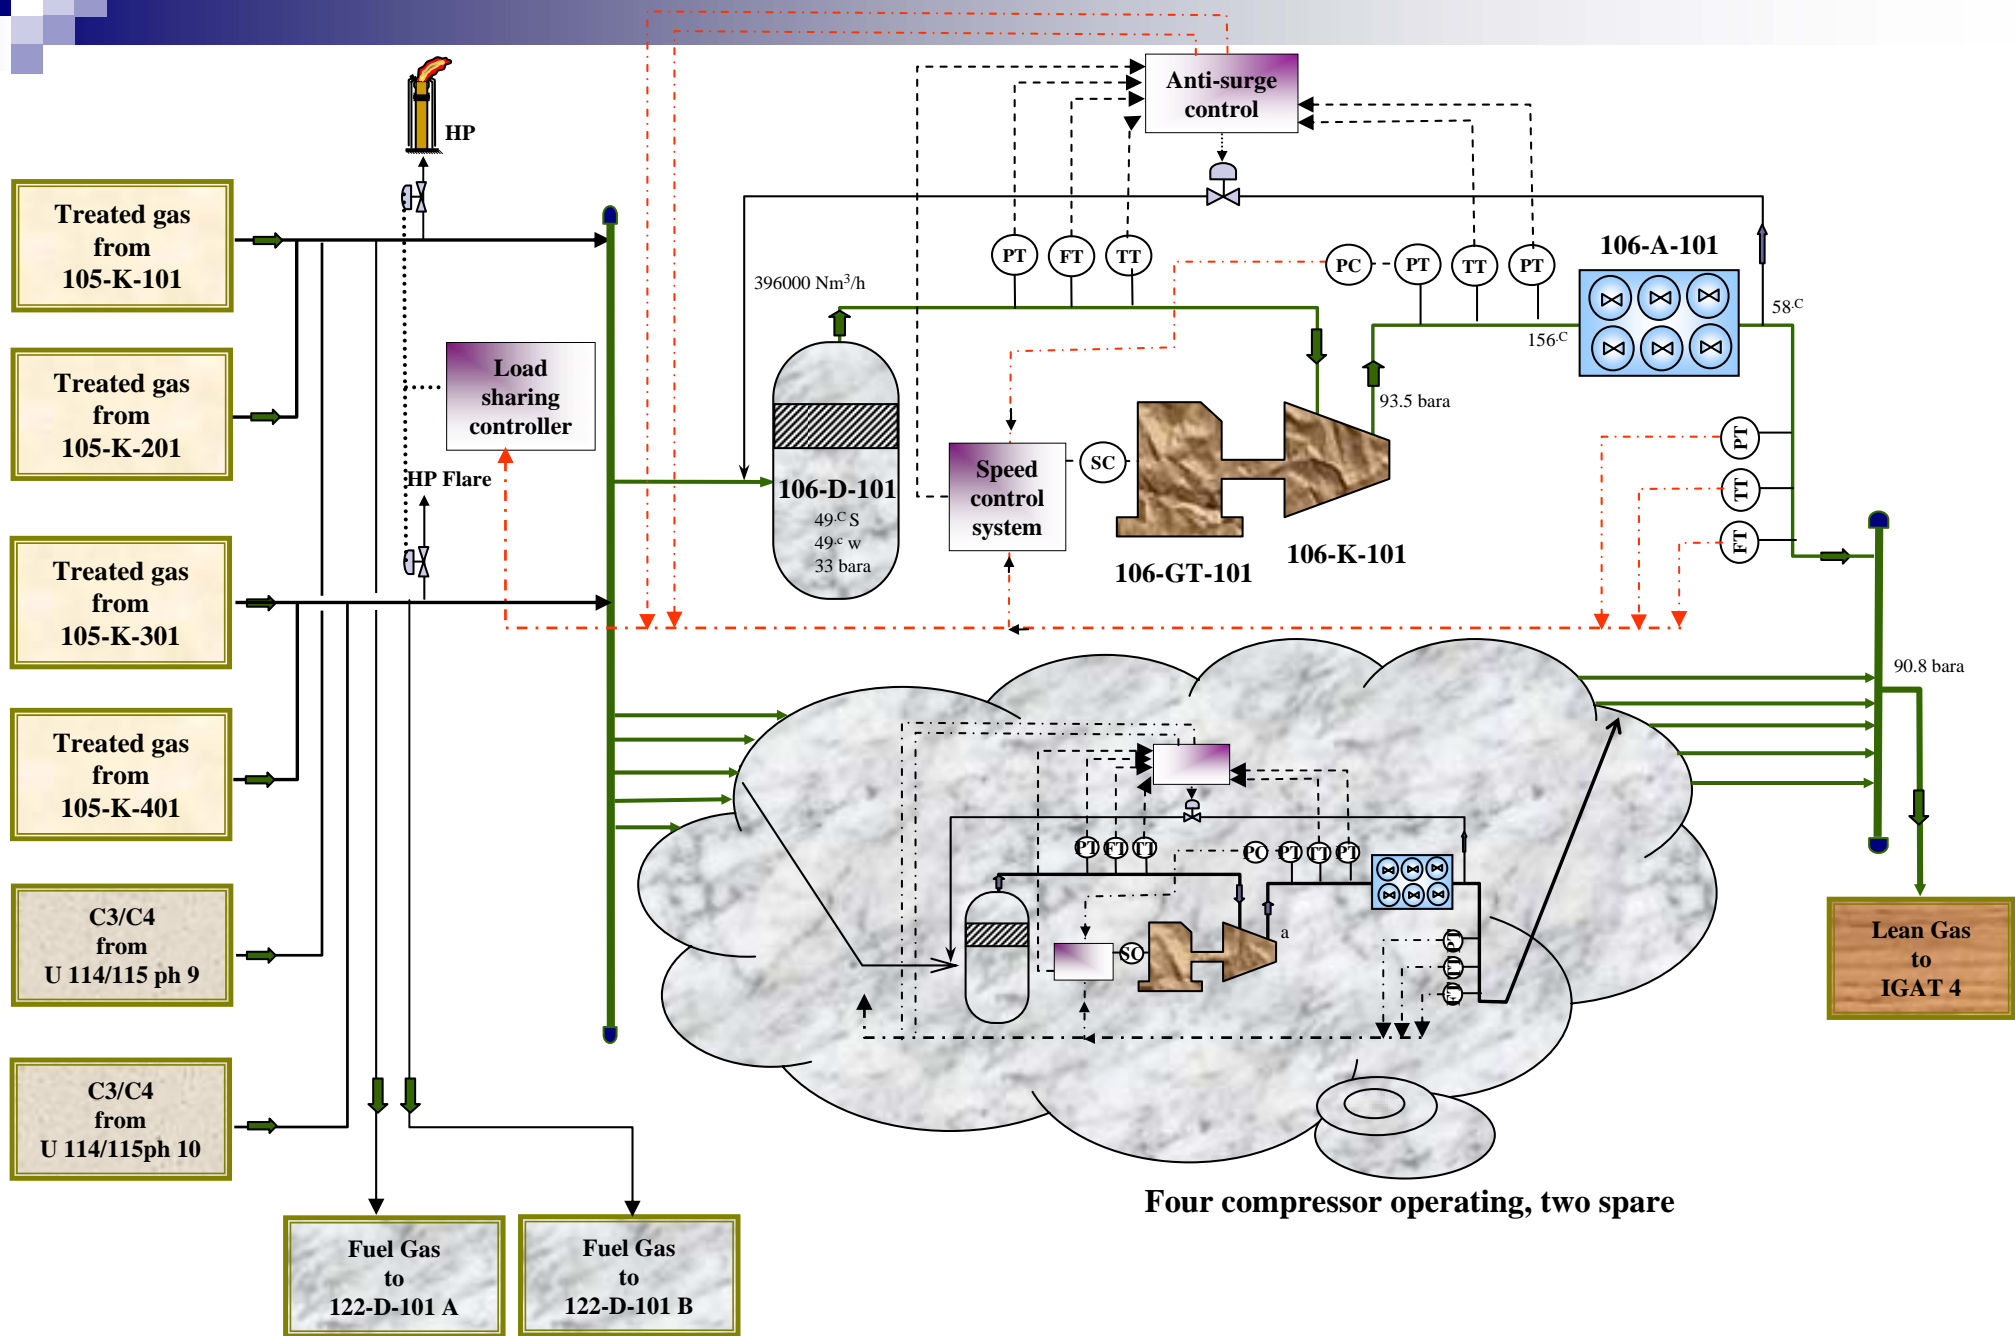 HP
Anti-surge
control
Treated gas
from
105-K-101
Treated gas
from
105-K-201
Load
sharing
controller
HP Flare
Treated gas
from
105-K-301
Treated gas
from
105-K-401
C3/C4
from
U 114/115 ph 9
C3/C4
from
U 114/115ph 10
Fuel Gas
to
122-D-101 A
Fuel Gas
to
122-D-101 B
396000 Nm³/h
PT
FT
TT
PC
PT
TT
PT
106-A-101
58.C
156.C
93.5 bara
106-D-101
49.C S
49.c w
33 bara
Speed
control
system
SC
106-GT-101
106-K-101
PT
TT
FT
90.8 bara
PT
FT
TT
PC
PT
TT
PT
SC
a
PT
FT
Lean Gas
to
IGAT 4
Four compressor operating, two spare